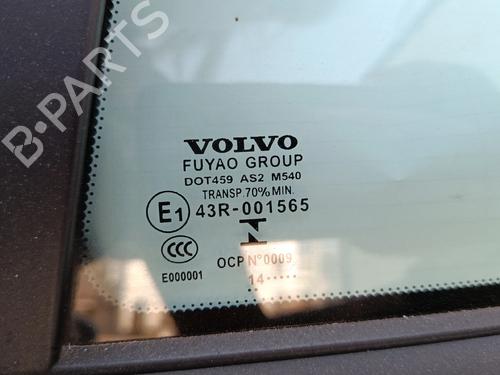 B-PARTS
VOLVO
FUYAO GROUP
DOT459 AS2 M540
TRANSP.70% MIN.
E1 43R-001565
CCC
E000001
OCP N°0009
14······